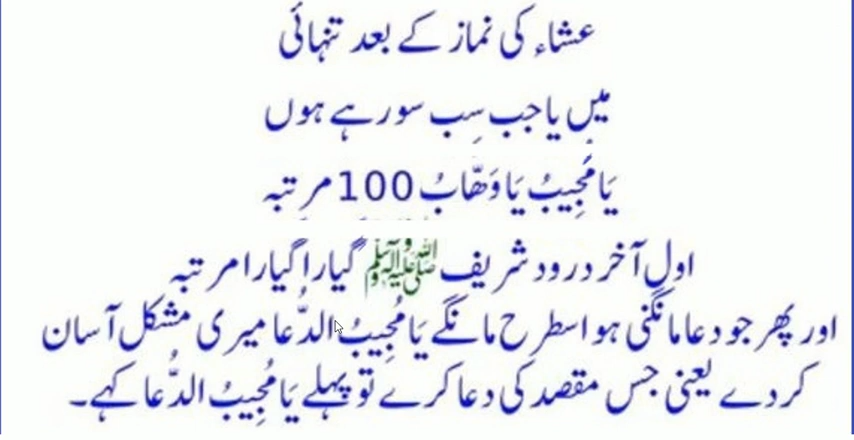 عشاء کی نماز کے بعد تنہائی
میں یا جب سب سو رہے ہوں
یَا مُجِیبُ یَا وَھَّابُ 100 مرتبہ
اول آخر درود شریف ﷺ گیارا گیارا مرتبہ
اور پھر جو دعا مانگنی ہو اسطرح مانگے یَا مُجِیبُ الدُّعا میری مشکل آسان
کر دے یعنی جس مقصد کی دعا کرے تو پہلے یَا مُجِیبُ الدُّعا کہے۔